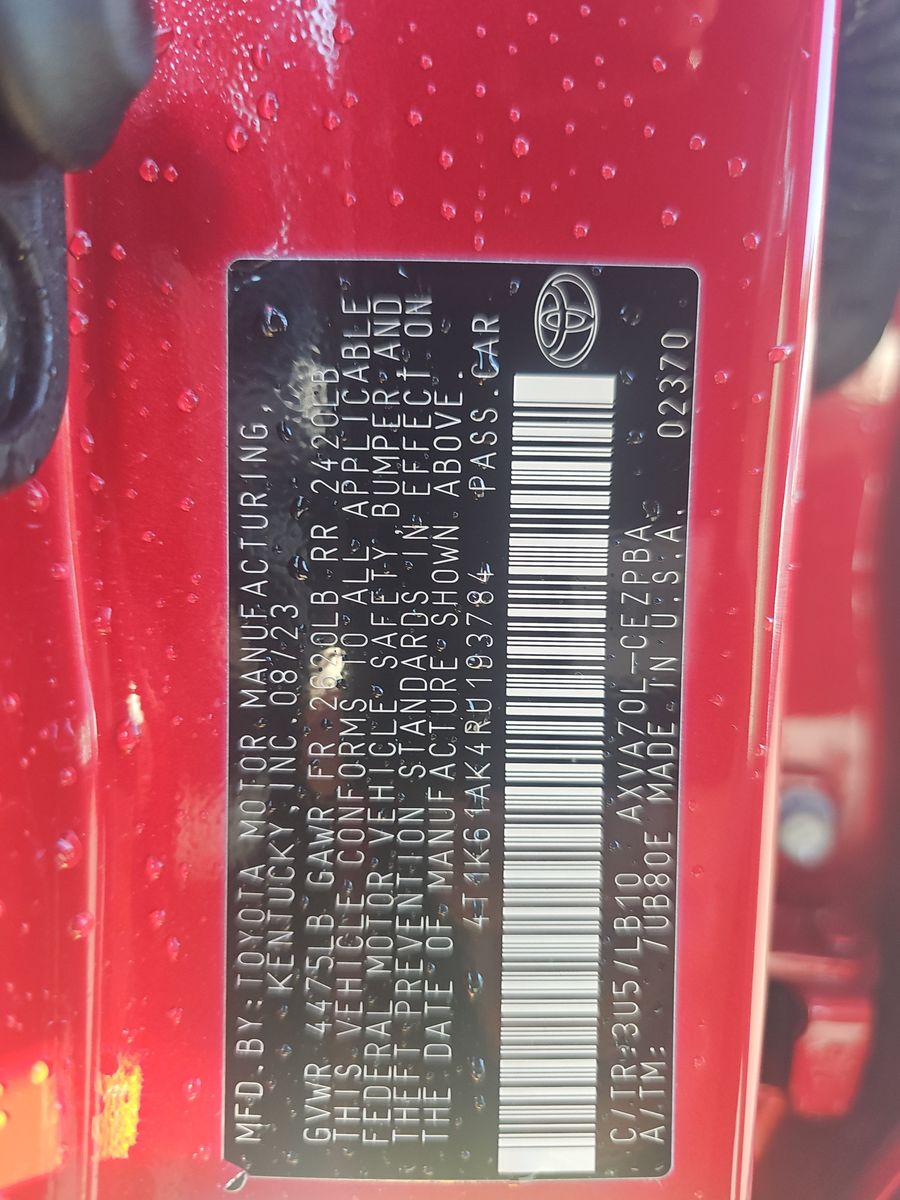 MFD.BY:TOYOTA MOTOR MANUFACTURING,
KENTUCKY, INC.08/23
GVWR 4475LB GAWR FR 2620LB RR 2420LB
THIS VEHICLE CONFORMS TO ALL APPLICABLE
FEDERAL MOTOR VEHICLE SAFETY, BUMPER AND
THEFT PREVENTION STANDARDS IN EFFECT ON
THE DATE OF MANUFACTURE SHOWN ABOVE.
4T1K61AK4RU193784 PASS.CAR
C/TR:3U5/LB10 AXVA70L-CEZPBA
A/TM: /UB80E MADE IN U.S.A. 02370